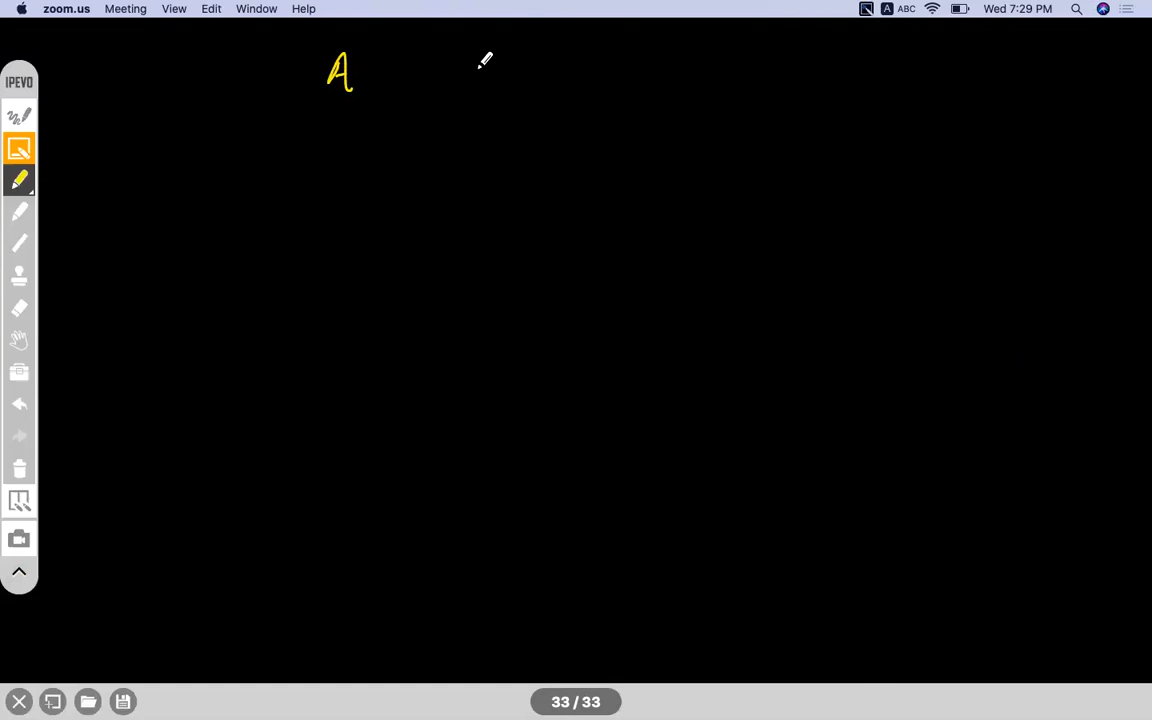 zoom.us Meeting View Edit Window Help A ABC Wed 7:29 PM
A
IPEVO
33 / 33